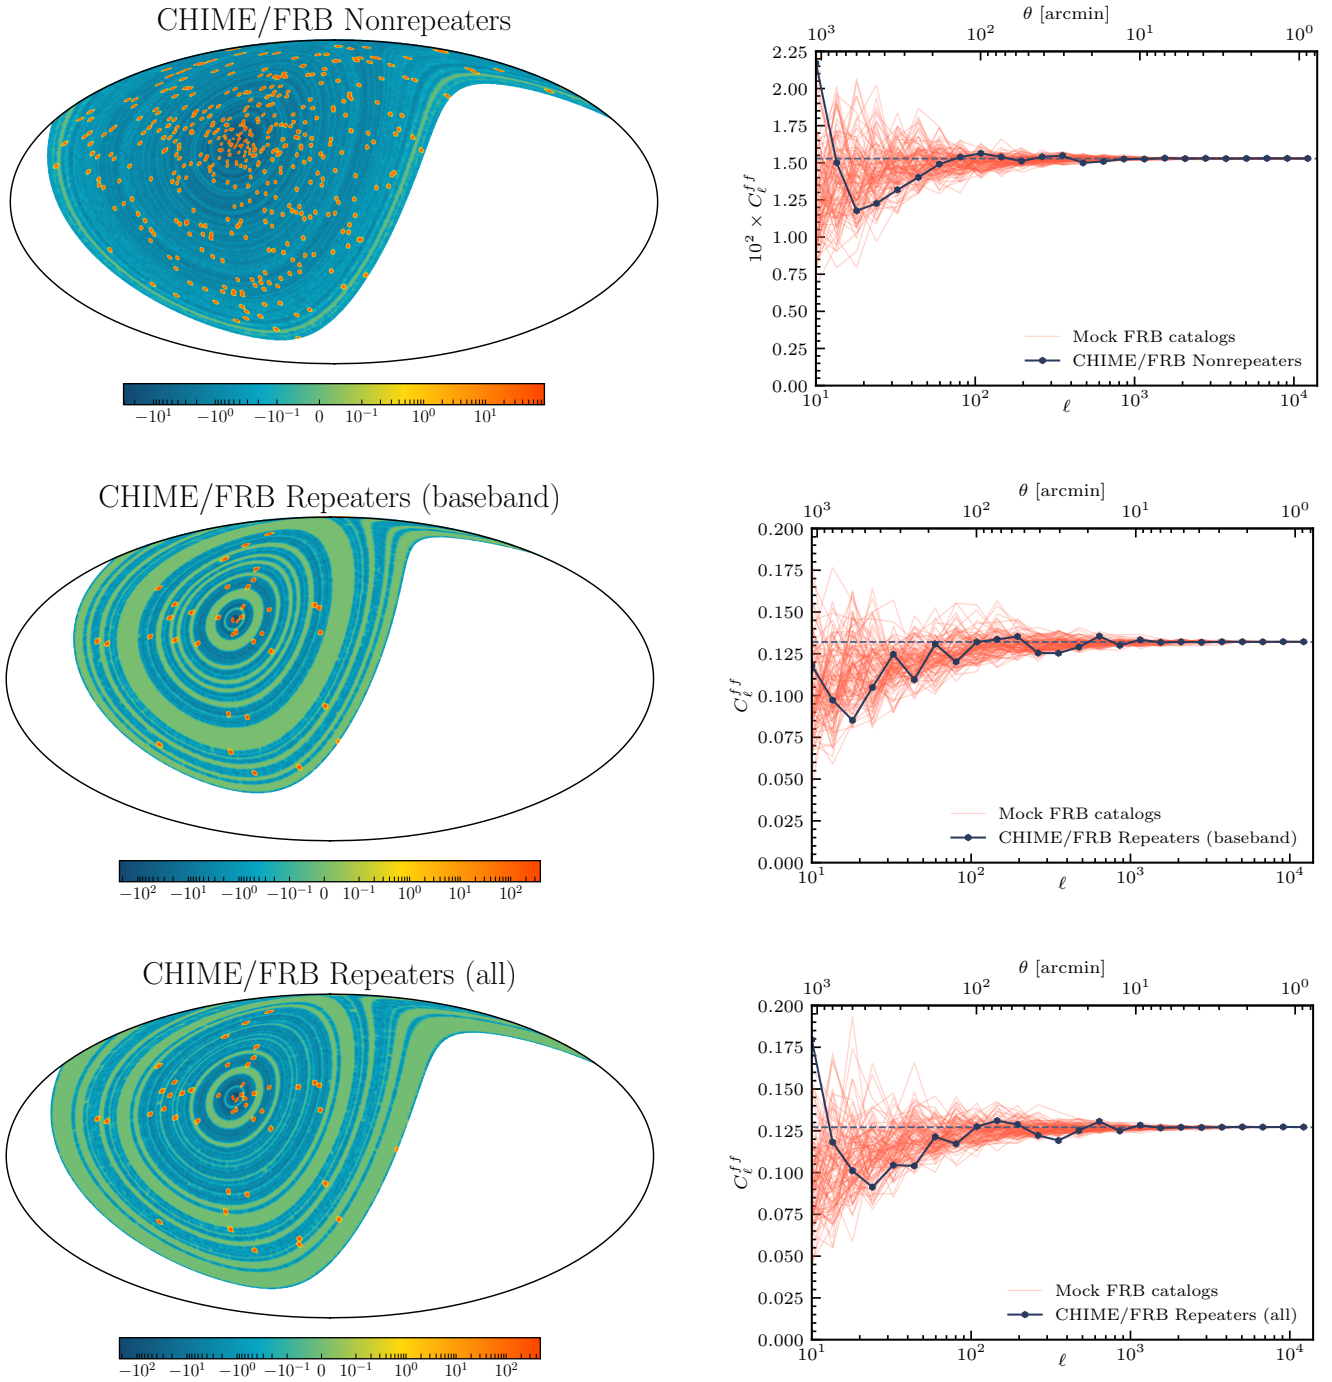 CHIME/FRB Nonrepeaters
−10¹ −10⁰ −10⁻¹ 0 10⁻¹ 10⁰ 10¹
θ [arcmin]
10³ 10² 10¹ 10⁰
2.25
2.00
1.75
1.50
1.25
1.00
0.75
0.50
0.25
0.00
10² × C_ℓ^{ff}
Mock FRB catalogs
CHIME/FRB Nonrepeaters
10¹ 10² 10³ 10⁴
ℓ
CHIME/FRB Repeaters (baseband)
−10² −10¹ −10⁰ −10⁻¹ 0 10⁻¹ 10⁰ 10¹ 10²
θ [arcmin]
10³ 10² 10¹ 10⁰
0.200
0.175
0.150
0.125
0.100
0.075
0.050
0.025
0.000
C_ℓ^{ff}
Mock FRB catalogs
CHIME/FRB Repeaters (baseband)
10¹ 10² 10³ 10⁴
ℓ
CHIME/FRB Repeaters (all)
−10² −10¹ −10⁰ −10⁻¹ 0 10⁻¹ 10⁰ 10¹ 10²
θ [arcmin]
10³ 10² 10¹ 10⁰
0.200
0.175
0.150
0.125
0.100
0.075
0.050
0.025
0.000
C_ℓ^{ff}
Mock FRB catalogs
CHIME/FRB Repeaters (all)
10¹ 10² 10³ 10⁴
ℓ